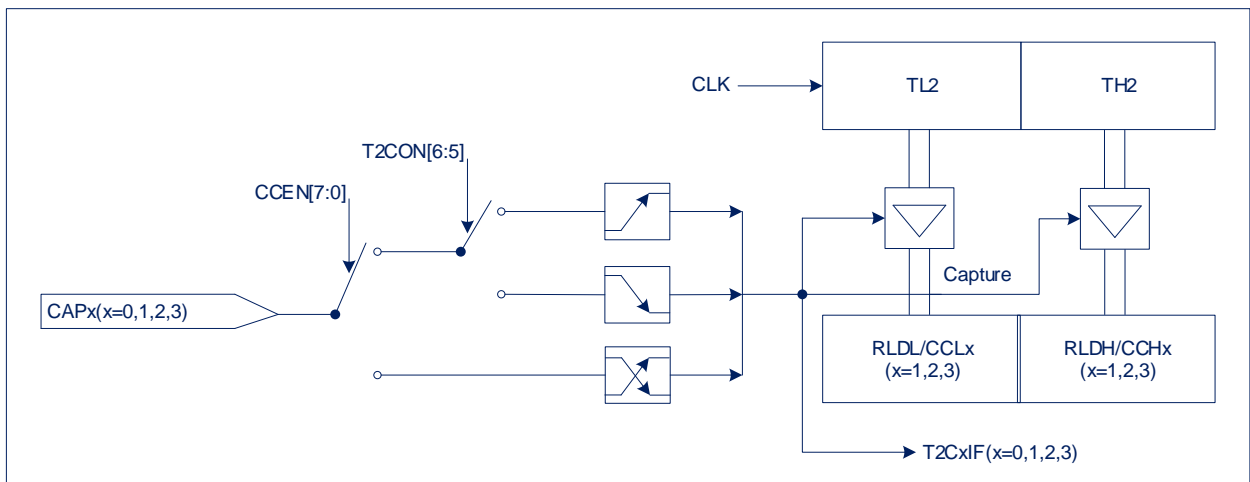 CLK
TL2
TH2
T2CON[6:5]
CCEN[7:0]
Capture
CAPx(x=0,1,2,3)
RLDL/CCLx
(x=1,2,3)
RLDH/CCHx
(x=1,2,3)
T2CxIF(x=0,1,2,3)